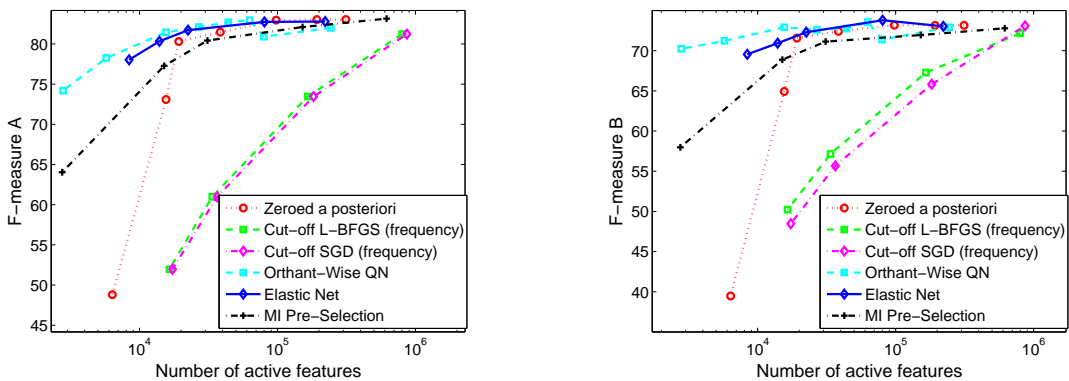 80
75
70
65
60
55
50
45
F-measure A
10^4
10^5
10^6
Number of active features
Zeroed a posteriori
Cut-off L-BFGS (frequency)
Cut-off SGD (frequency)
Orthant-Wise QN
Elastic Net
MI Pre-Selection
70
65
60
55
50
45
40
F-measure B
10^4
10^5
10^6
Number of active features
Zeroed a posteriori
Cut-off L-BFGS (frequency)
Cut-off SGD (frequency)
Orthant-Wise QN
Elastic Net
MI Pre-Selection